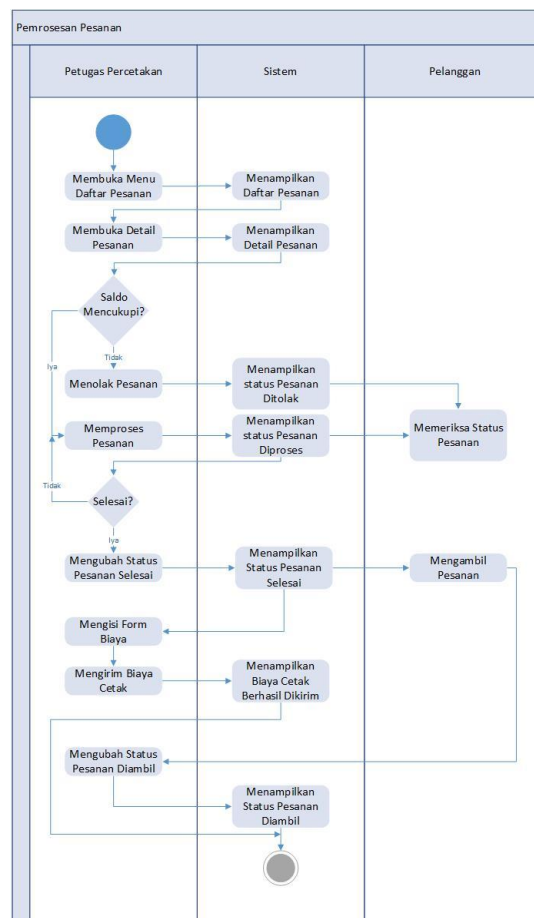 Pemrosesan Pesanan
Petugas Percetakan
Sistem
Pelanggan
Membuka Menu
Daftar Pesanan
Menampilkan
Daftar Pesanan
Membuka Detail
Pesanan
Menampilkan
Detail Pesanan
Saldo
Mencukupi?
Iya
Tidak
Menolak Pesanan
Menampilkan
status Pesanan
Ditolak
Memproses
Pesanan
Menampilkan
status Pesanan
Diproses
Memeriksa Status
Pesanan
Tidak
Selesai?
Iya
Mengubah Status
Pesanan Selesai
Menampilkan
Status Pesanan
Selesai
Mengambil
Pesanan
Mengisi Form
Biaya
Mengirim Biaya
Cetak
Menampilkan
Biaya Cetak
Berhasil Dikirim
Mengubah Status
Pesanan Diambil
Menampilkan
Status Pesanan
Diambil